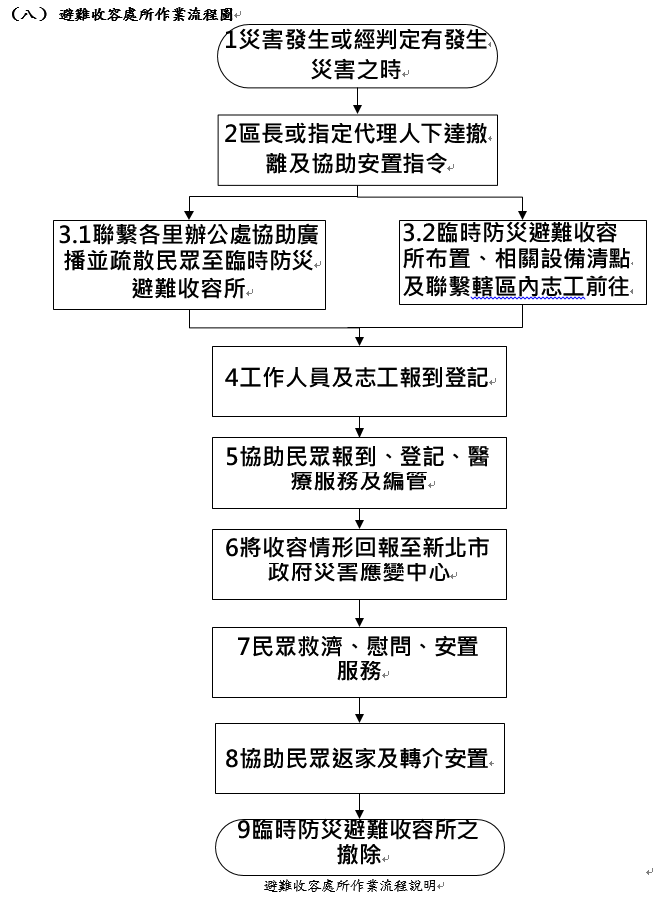 (八) 避難收容處所作業流程圖
1災害發生或經判定有發生
災害之時
2區長或指定代理人下達撤
離及協助安置指令
3.1聯繫各里辦公處協助廣
播並疏散民眾至臨時防災
避難收容所
3.2臨時防災避難收容
所布置、相關設備清點
及聯繫轄區內志工前往
4工作人員及志工報到登記
5協助民眾報到、登記、醫
療服務及編管
6將收容情形回報至新北市
政府災害應變中心
7民眾救濟、慰問、安置
服務
8協助民眾返家及轉介安置
9臨時防災避難收容所之
撤除
避難收容處所作業流程說明